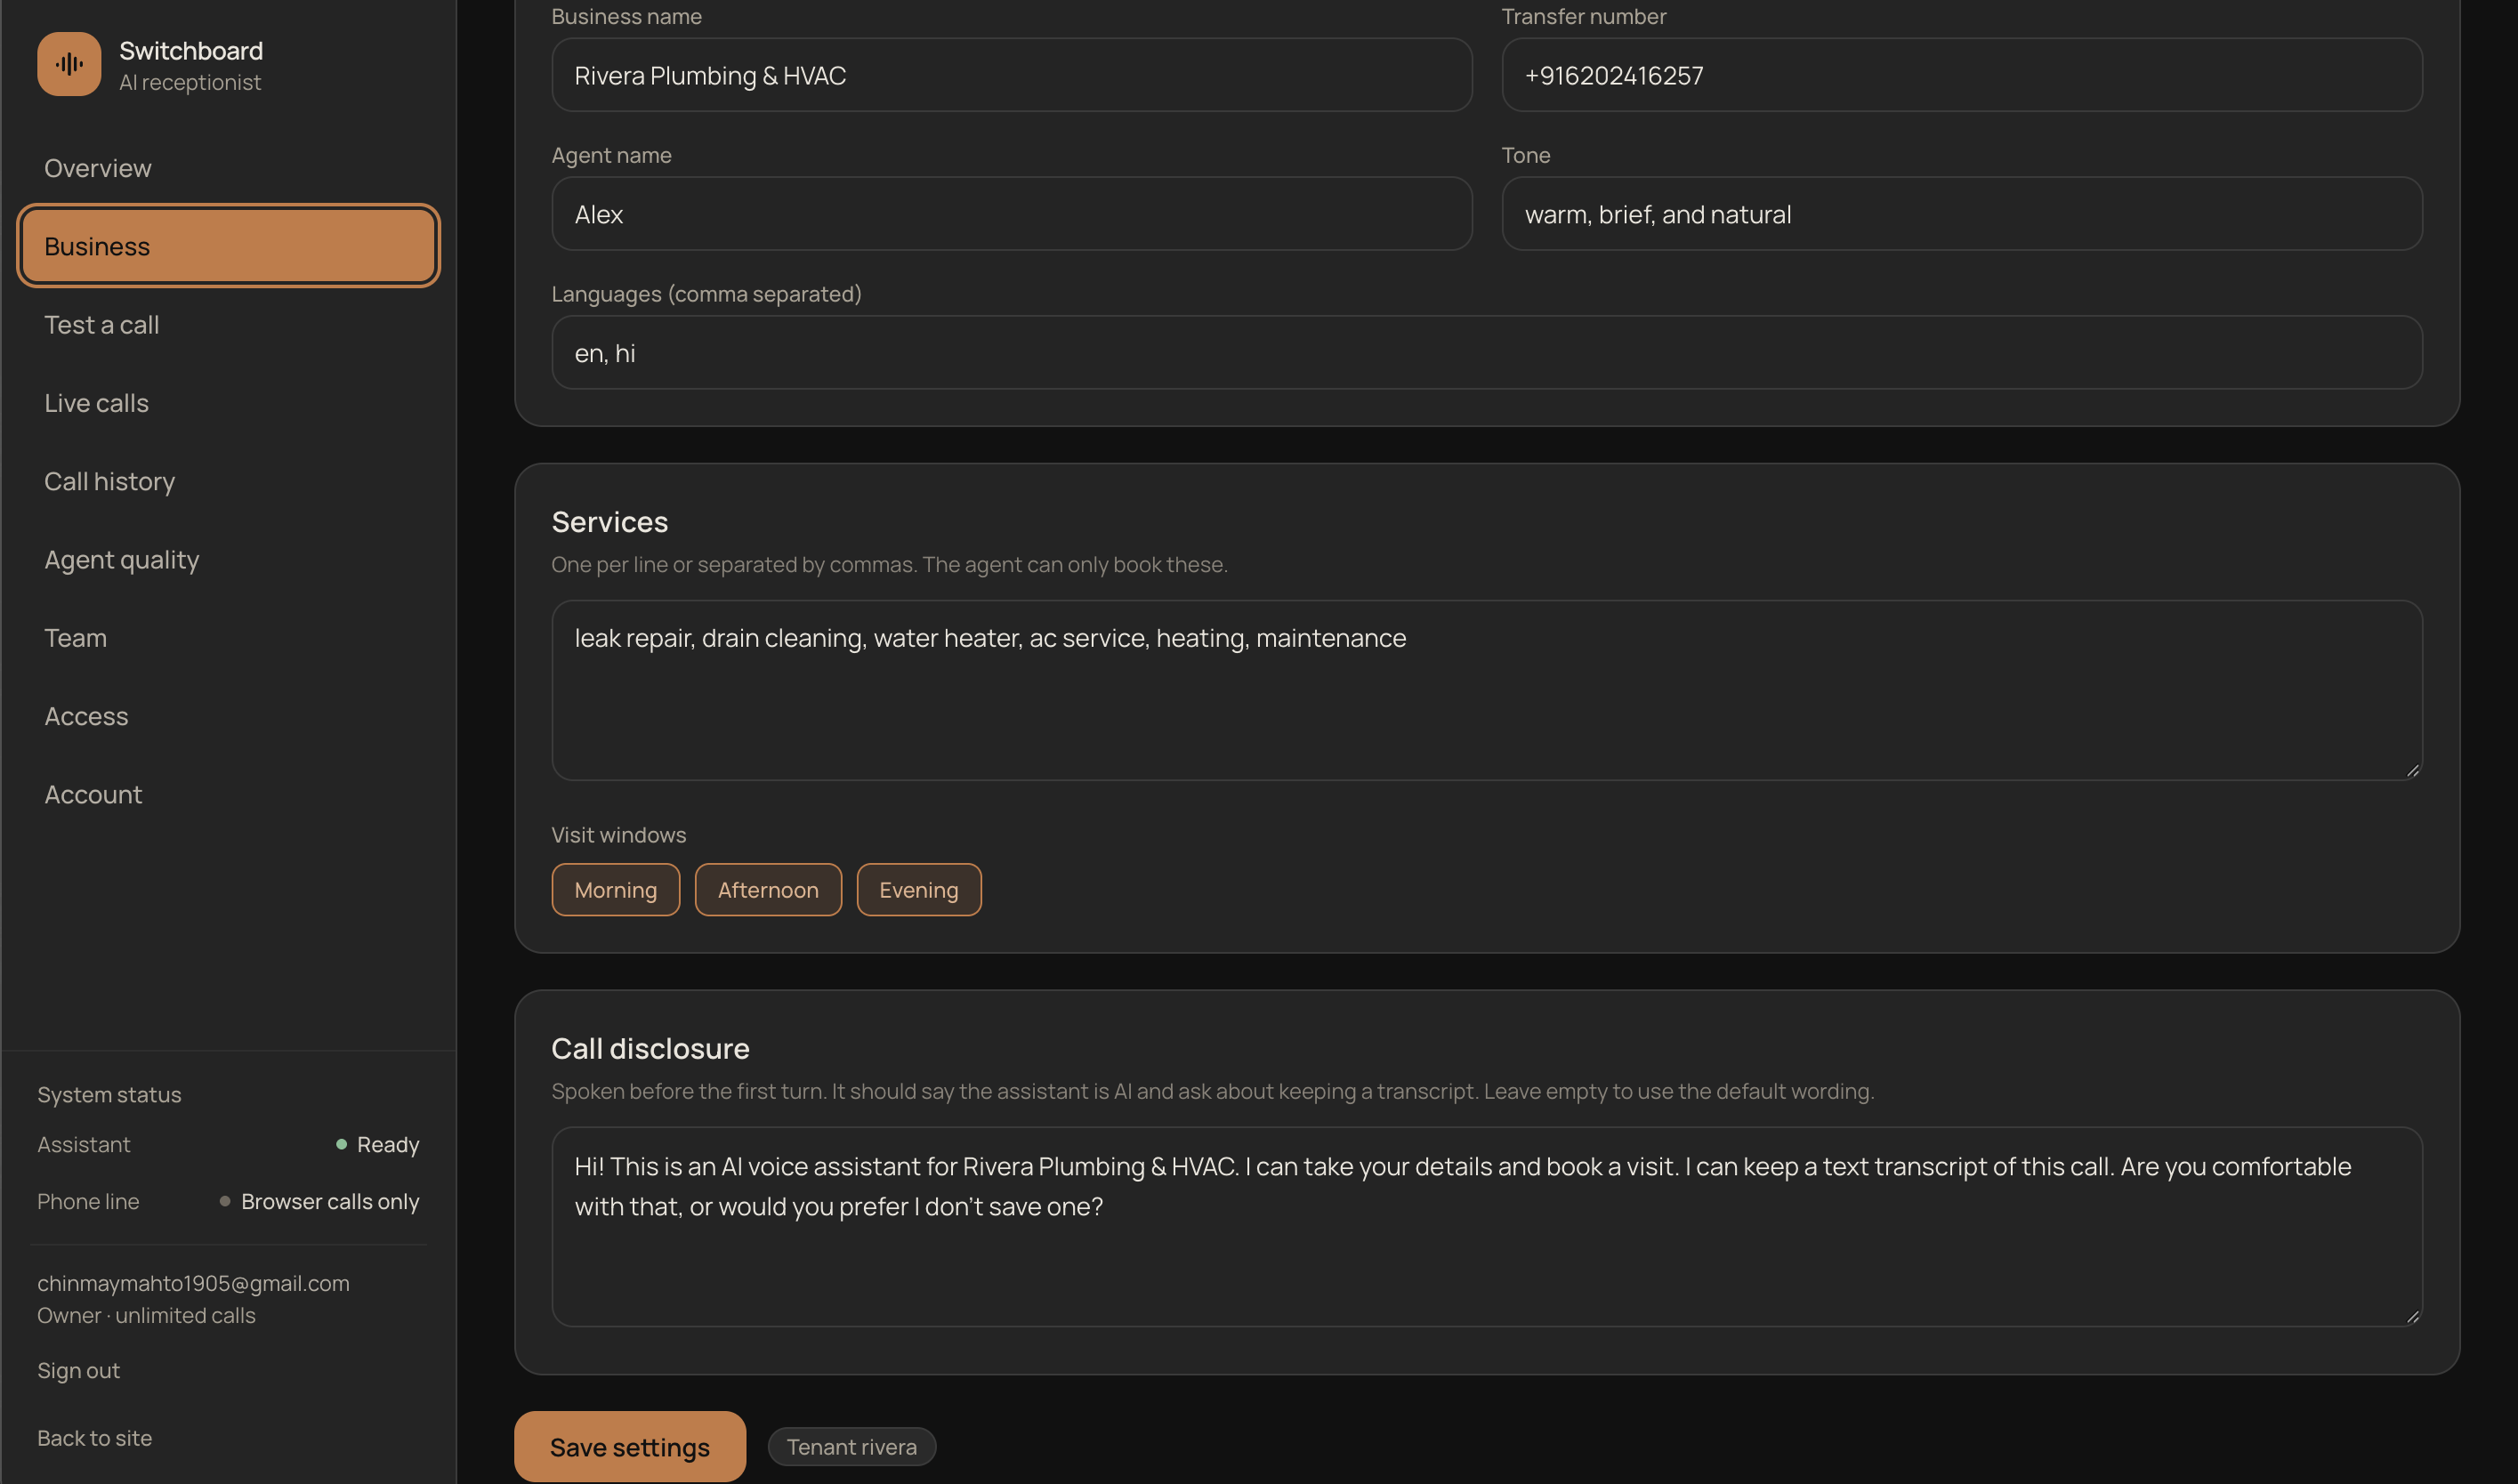 Switchboard
AI receptionist
Overview
Business
Test a call
Live calls
Call history
Agent quality
Team
Access
Account
System status
Assistant
Ready
Phone line
Browser calls only
chinmaymahto1905@gmail.com
Owner · unlimited calls
Sign out
Back to site
Business name
Rivera Plumbing & HVAC
Transfer number
+916202416257
Agent name
Alex
Tone
warm, brief, and natural
Languages (comma separated)
en, hi
Services
One per line or separated by commas. The agent can only book these.
leak repair, drain cleaning, water heater, ac service, heating, maintenance
Visit windows
Morning
Afternoon
Evening
Call disclosure
Spoken before the first turn. It should say the assistant is AI and ask about keeping a transcript. Leave empty to use the default wording.
Hi! This is an AI voice assistant for Rivera Plumbing & HVAC. I can take your details and book a visit. I can keep a text transcript of this call. Are you comfortable
with that, or would you prefer I don't save one?
Save settings
Tenant rivera